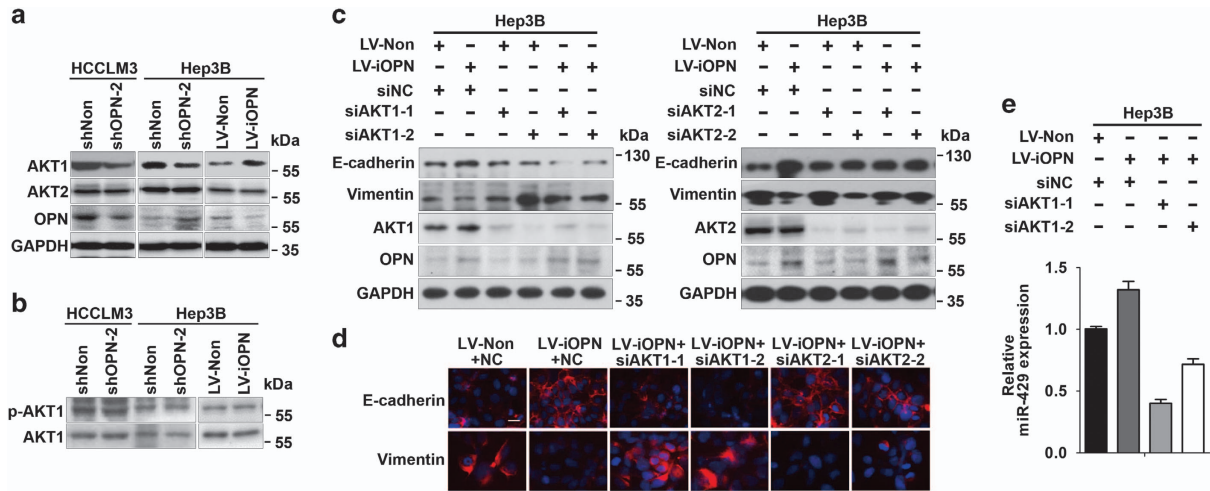 a
HCCLM3 Hep3B
shNon shOPN-2 shNon shOPN-2 LV-Non LV-iOPN
kDa
AKT1
- 55
AKT2
- 55
OPN
- 55
GAPDH
- 35
b
HCCLM3 Hep3B
shNon shOPN-2 shNon shOPN-2 LV-Non LV-iOPN
kDa
p-AKT1
- 55
AKT1
- 55
c
Hep3B
LV-Non + – + + – –
LV-iOPN – + – – + +
siNC + + – – – –
siAKT1-1 – – + – + –
siAKT1-2 – – – + – + kDa
E-cadherin - 130
Vimentin
- 55
AKT1
- 55
OPN
- 55
GAPDH - 35
Hep3B
LV-Non + – + + – –
LV-iOPN – + – – + +
siNC + + – – – –
siAKT2-1 – – + – + –
siAKT2-2 – – – + – + kDa
E-cadherin - 130
Vimentin
- 55
AKT2
- 55
OPN
- 55
GAPDH
- 35
d
LV-Non LV-iOPN LV-iOPN+ LV-iOPN+ LV-iOPN+ LV-iOPN+
+NC +NC siAKT1-1 siAKT1-2 siAKT2-1 siAKT2-2
E-cadherin
Vimentin
e
Hep3B
LV-Non + – – –
LV-iOPN – + + +
siNC + + – –
siAKT1-1 – – + –
siAKT1-2 – – – +
Relative
miR-429 expression
1.5
1.0
0.5
0.0